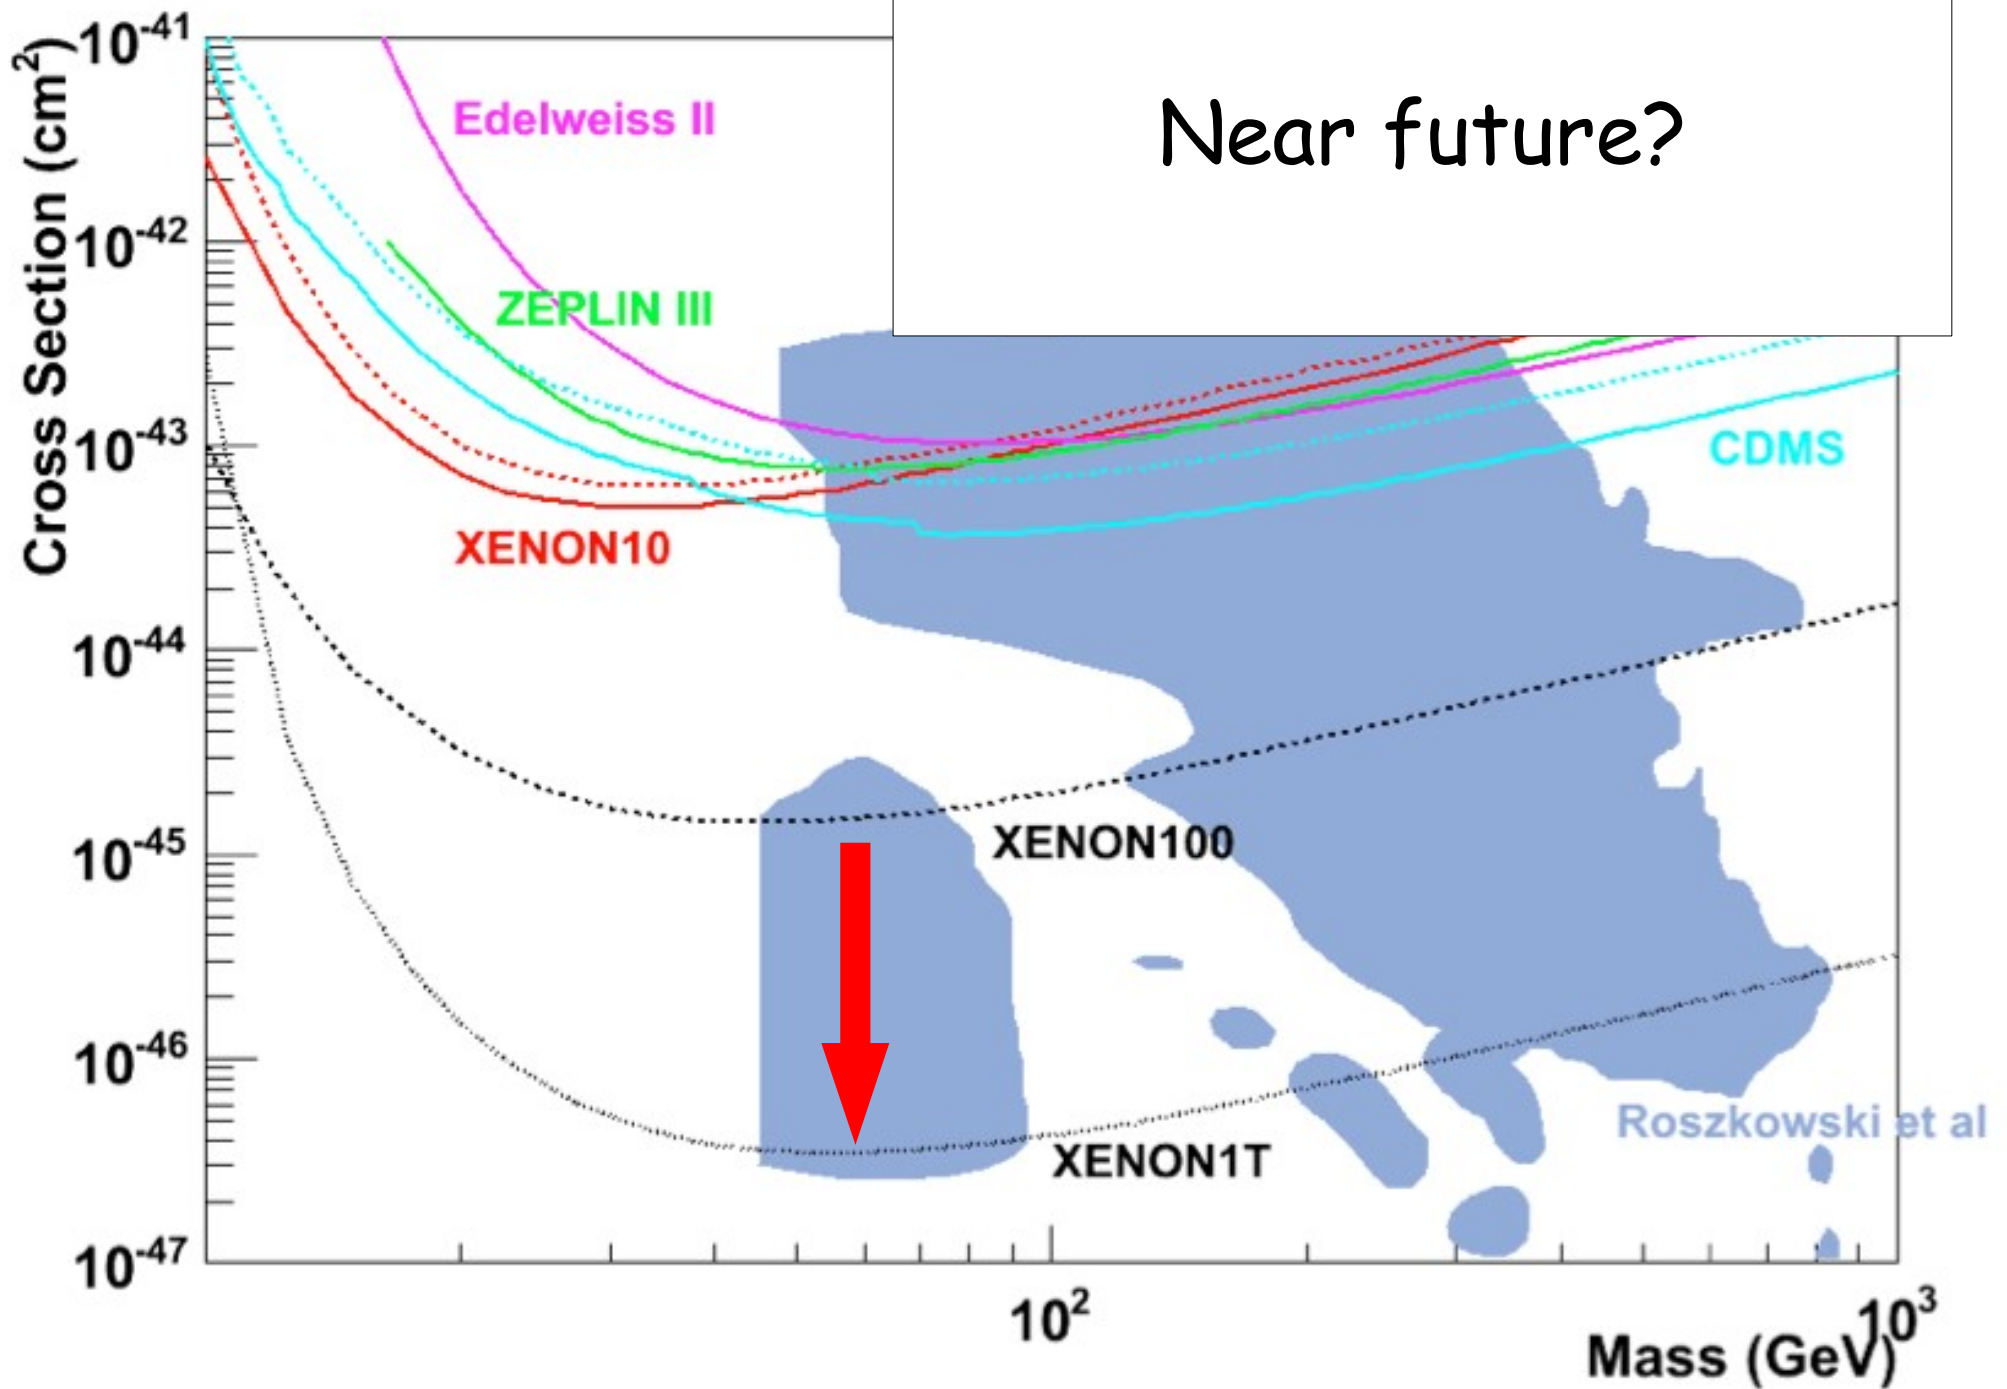 Near future?
Cross Section (cm²)
10⁻⁴¹
10⁻⁴²
10⁻⁴³
10⁻⁴⁴
10⁻⁴⁵
10⁻⁴⁶
10⁻⁴⁷
Edelweiss II
ZEPLIN III
CDMS
XENON10
XENON100
Roszkowski et al
XENON1T
10²
10³
Mass (GeV)